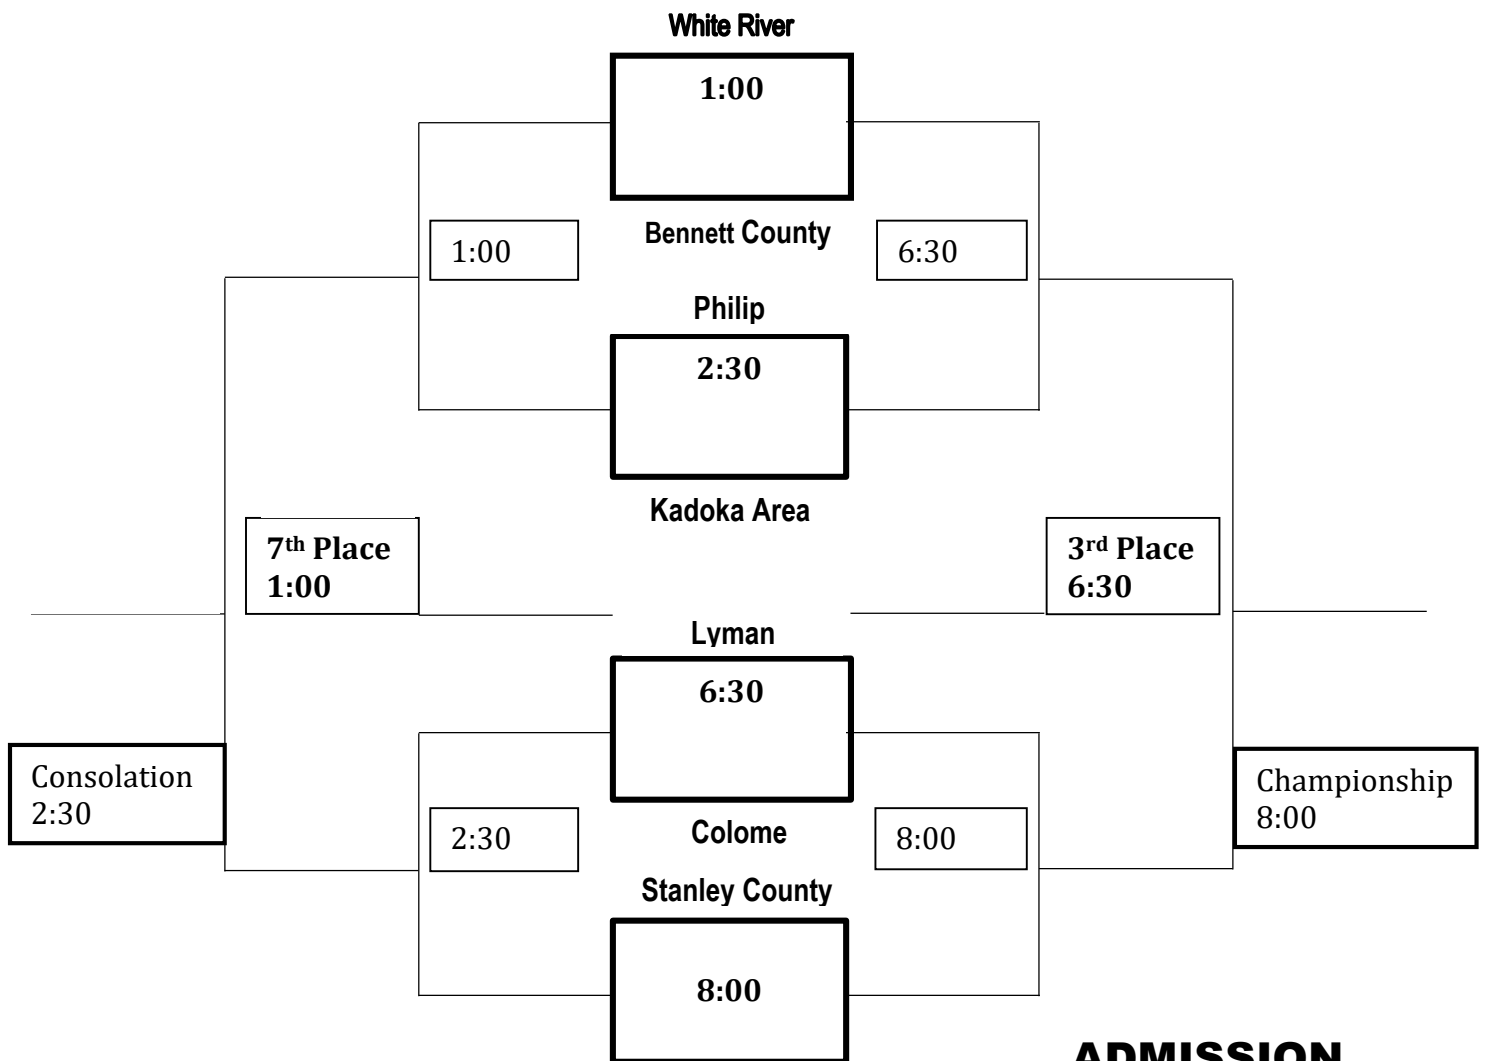 White River
1:00
1:00
Bennett County
6:30
Philip
2:30
Kadoka Area
7th Place
1:00
3rd Place
6:30
Lyman
6:30
Consolation
2:30
Championship
8:00
2:30
Colome
8:00
Stanley County
8:00
ADMISSION